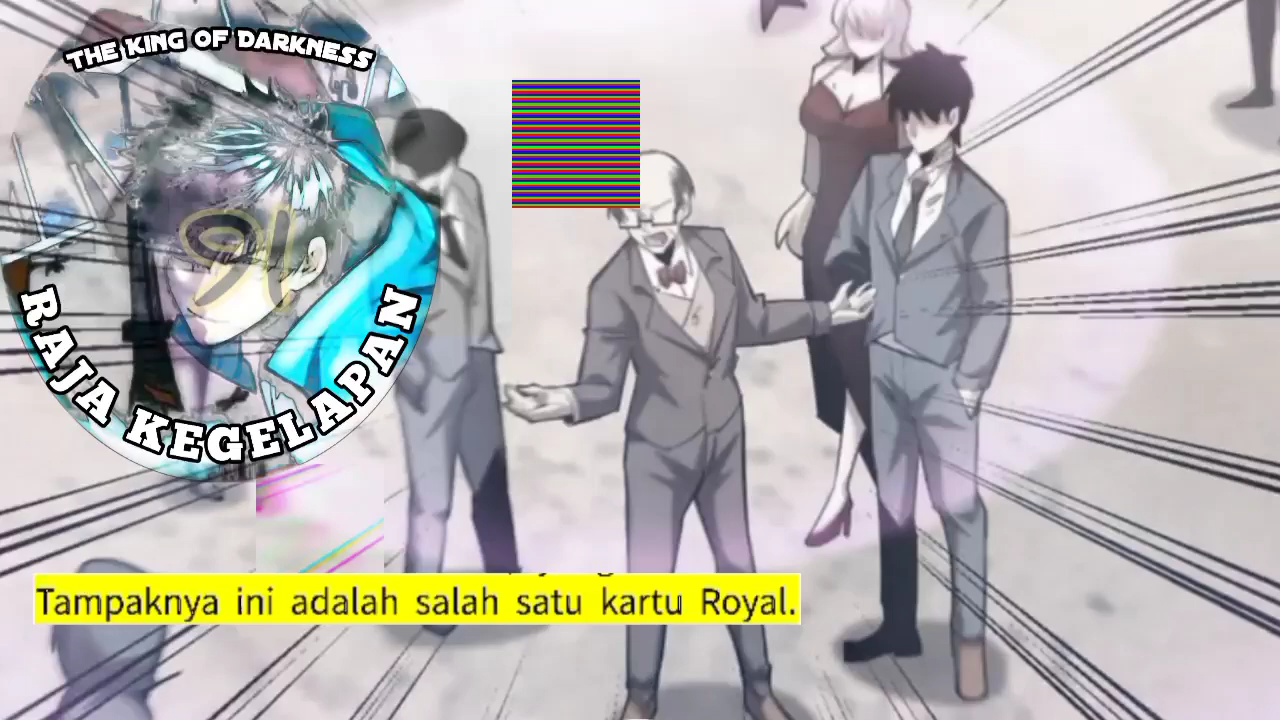 THE KING OF DARKNESS
RAJA KEGELAPAN
Tampaknya ini adalah salah satu kartu Royal.